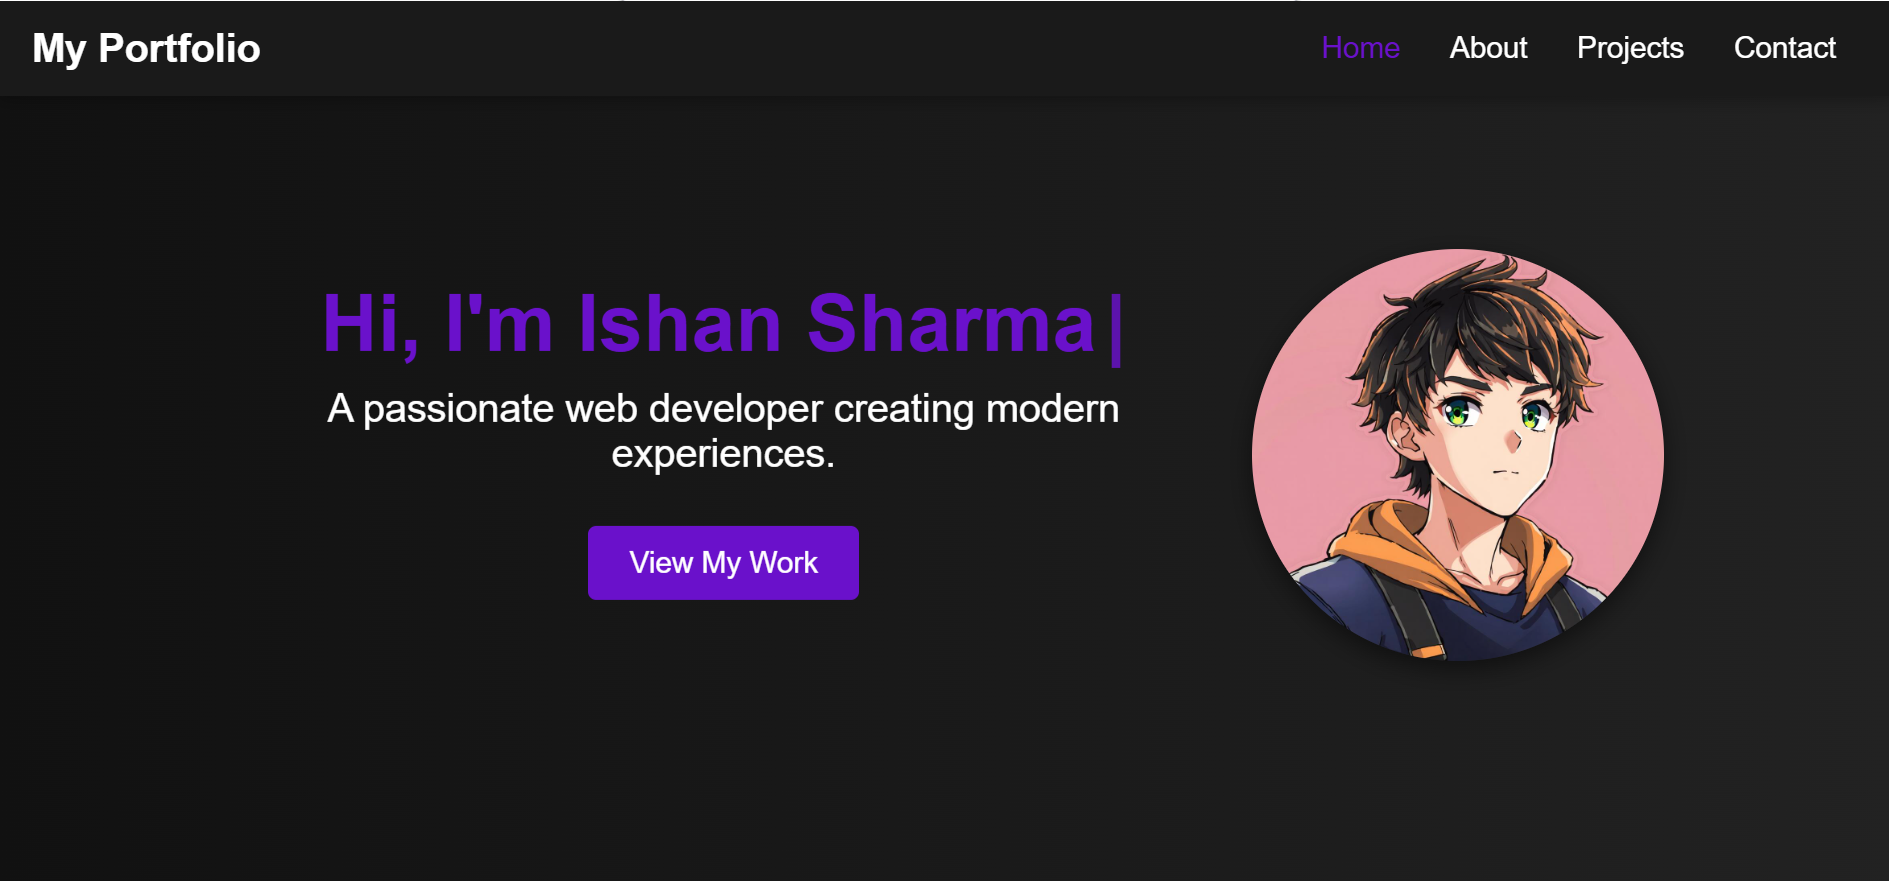 My Portfolio
Home About Projects Contact
Hi, I'm Ishan Sharma|
A passionate web developer creating modern
experiences.
View My Work